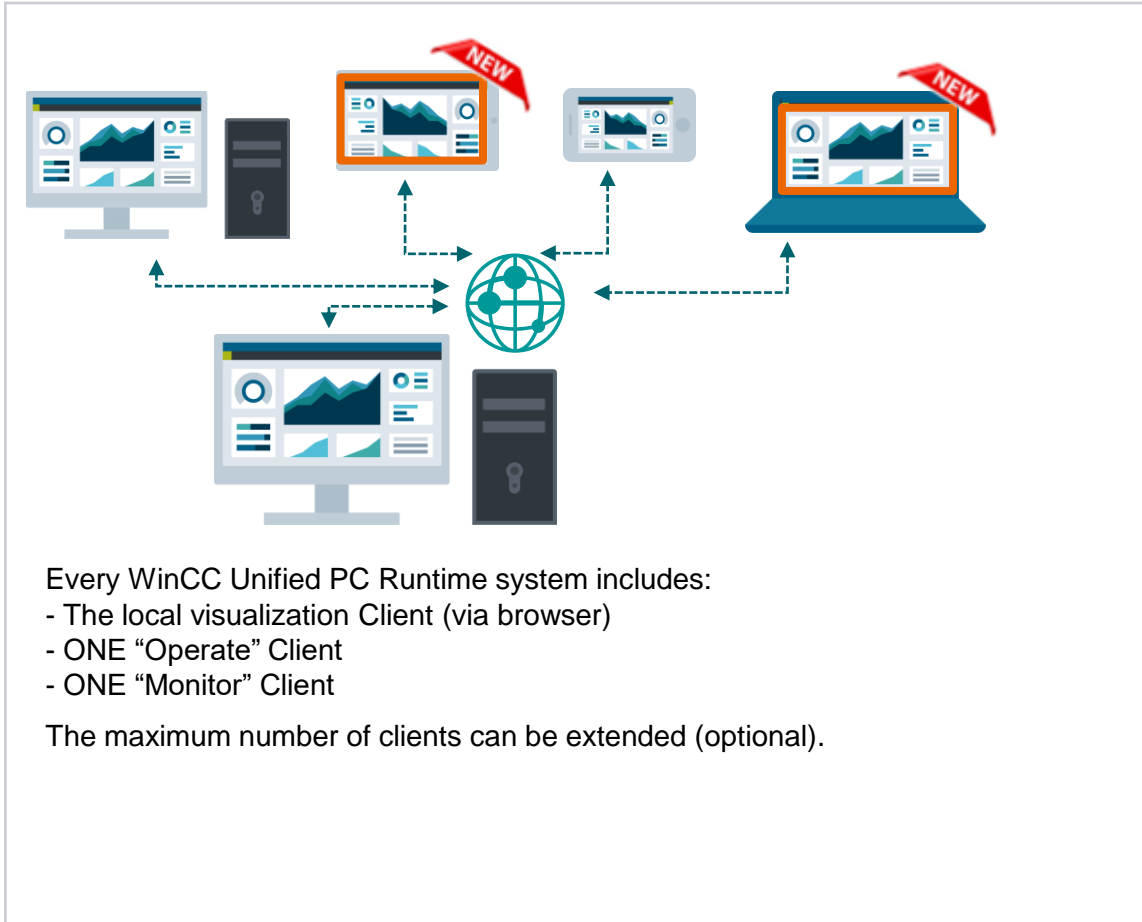 NEW
NEW
Every WinCC Unified PC Runtime system includes:
- The local visualization Client (via browser)
- ONE “Operate” Client
- ONE “Monitor” Client
The maximum number of clients can be extended (optional).